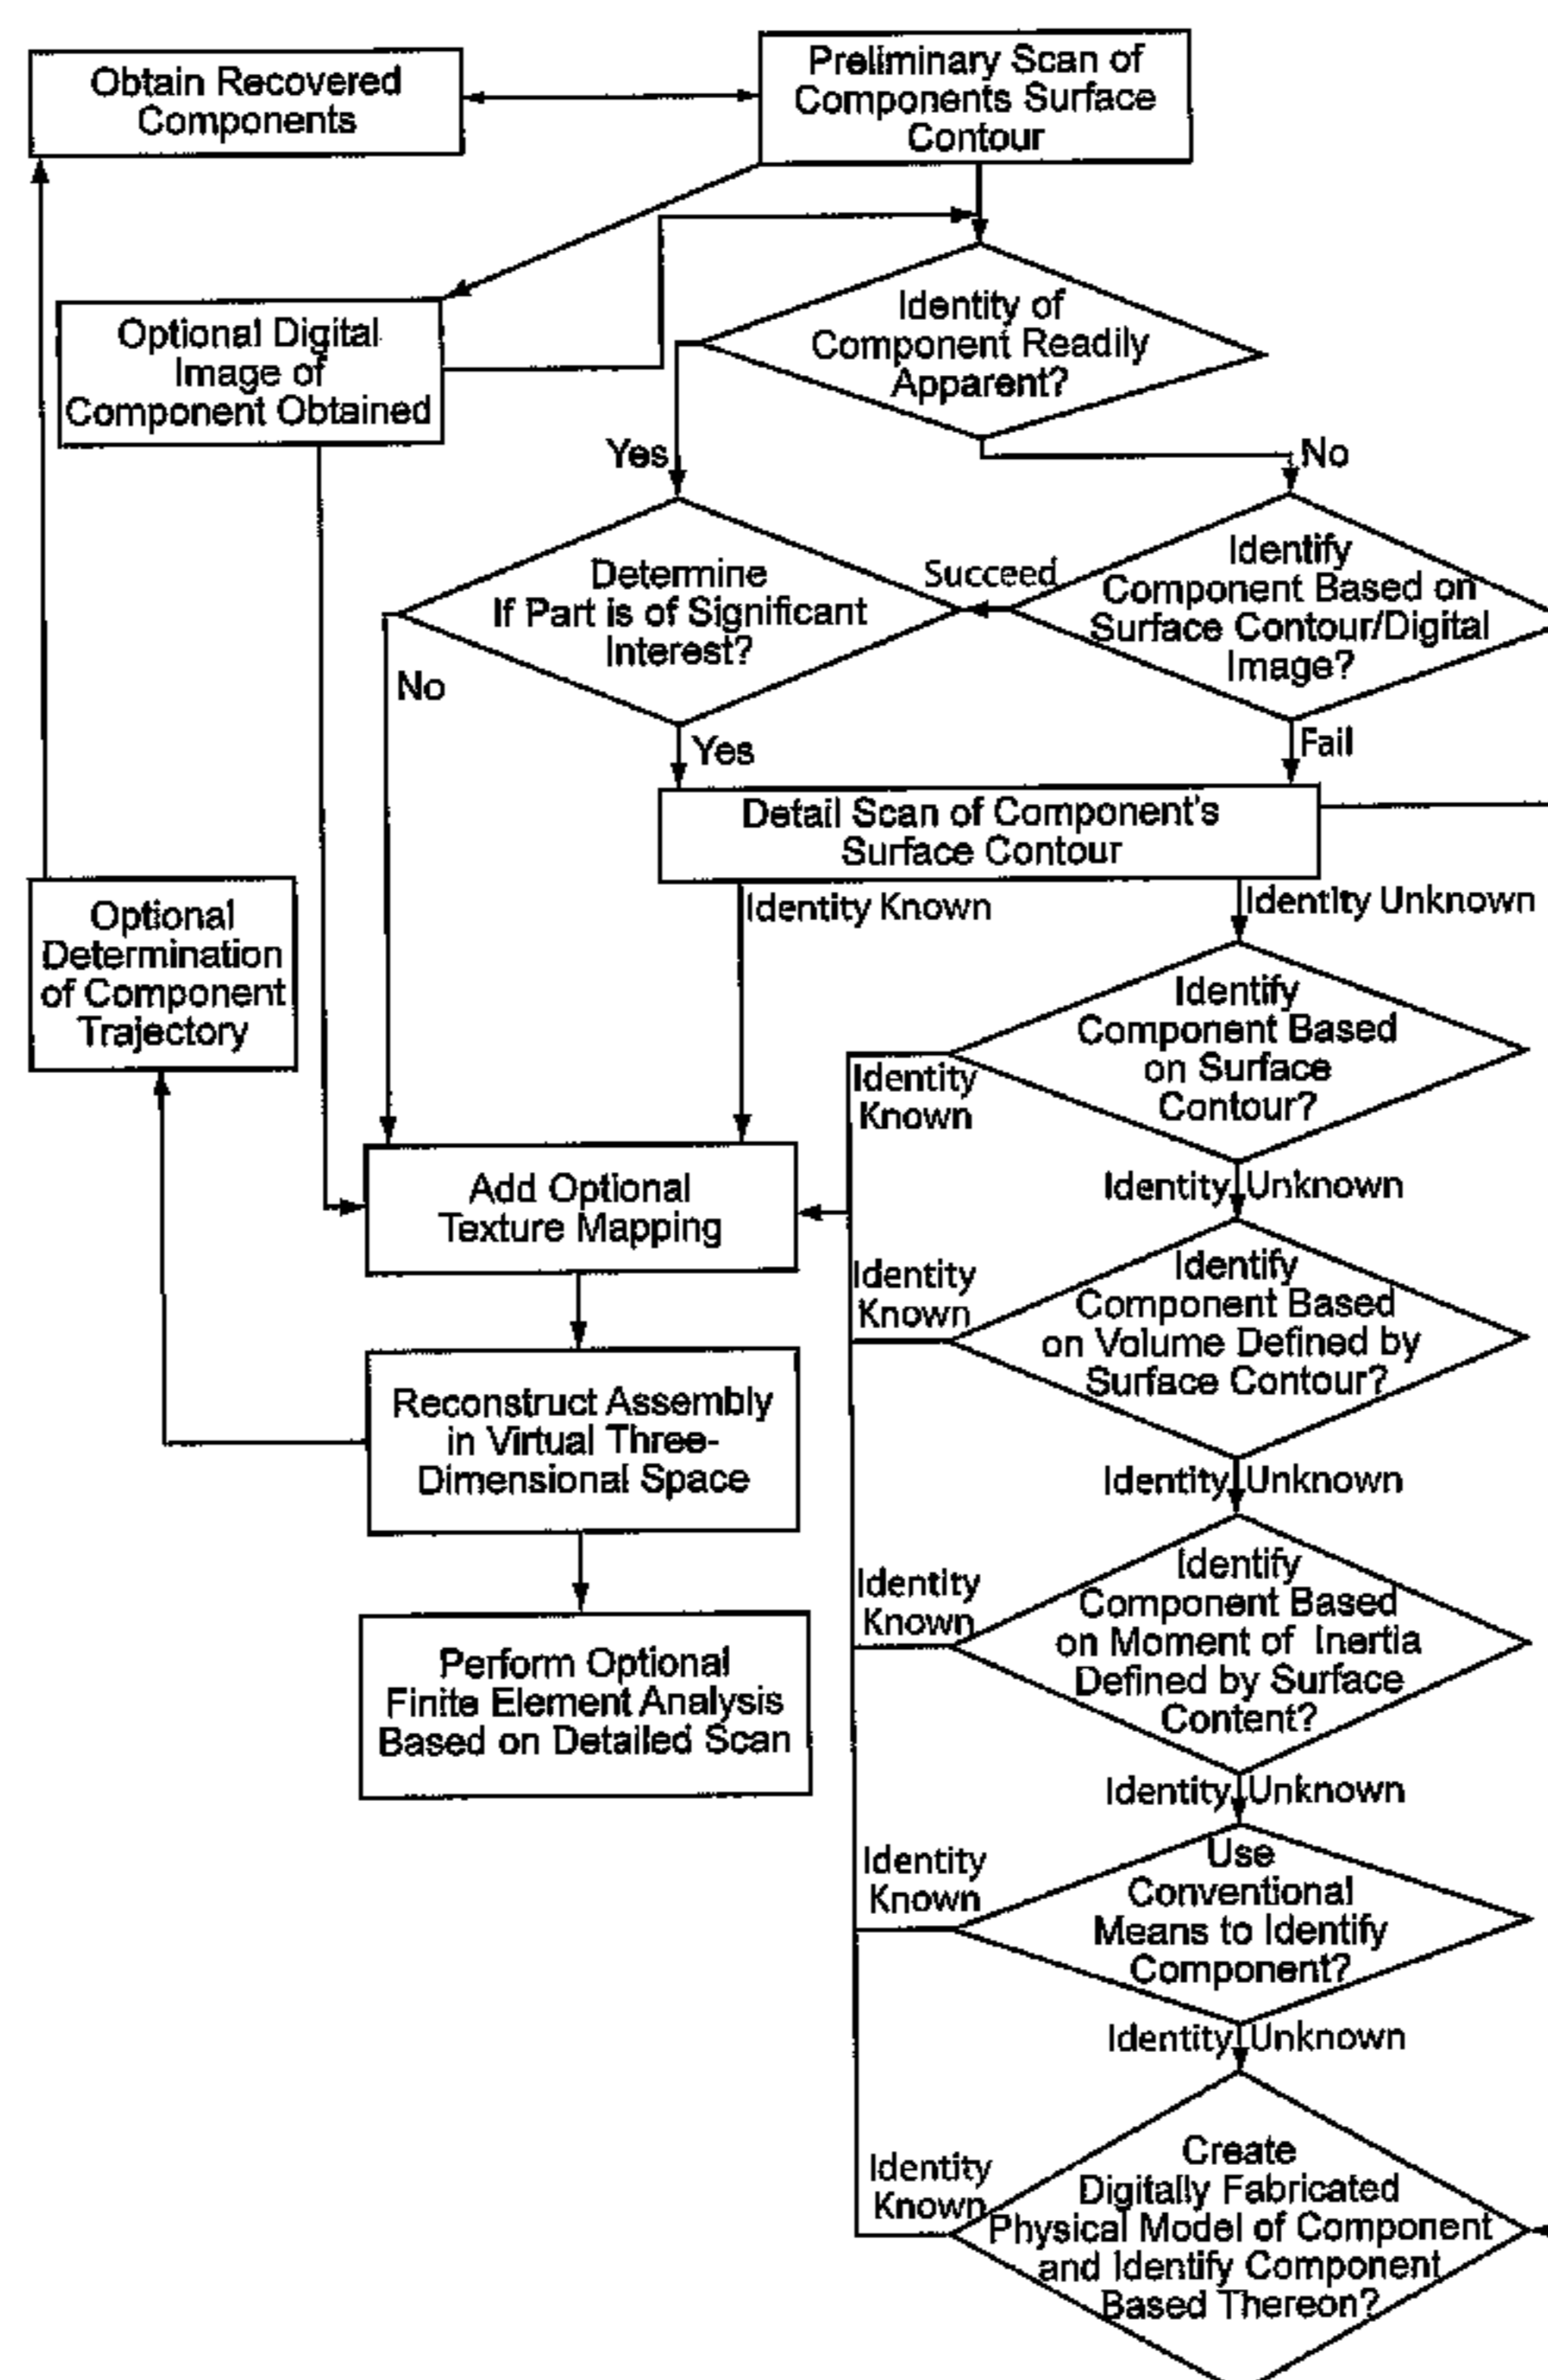 Obtain Recovered
Components
Preliminary Scan of
Components Surface
Contour
Optional Digital
Image of
Component Obtained
Identity of
Component Readily
Apparent?
Yes
No
Determine
If Part is of Significant
Interest?
Succeed
Identify
Component Based on
Surface Contour/Digital
Image?
No
Yes
Fail
Detail Scan of Component's
Surface Contour
Identity Known
Identity Unknown
Optional
Determination
of Component
Trajectory
Identify
Component Based
on Surface
Contour?
Identity
Known
Identity Unknown
Add Optional
Texture Mapping
Identify
Component Based
on Volume Defined by
Surface Contour?
Identity
Known
Identity Unknown
Reconstruct Assembly
in Virtual Three-
Dimensional Space
Identify
Component Based
on Moment of Inertia
Defined by Surface
Content?
Identity
Known
Identity Unknown
Perform Optional
Finite Element Analysis
Based on Detailed Scan
Use
Conventional
Means to Identify
Component?
Identity
Known
Identity Unknown
Create
Digitally Fabricated
Physical Model of Component
and Identify Component
Based Thereon?
Identity
Known